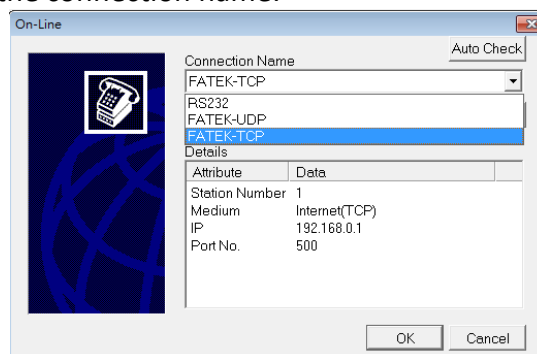 the connection name.
On-Line
Auto Check
Connection Name
FATEK-TCP
RS232
FATEK-UDP
FATEK-TCP
Details
Attribute Data
Station Number 1
Medium Internet(TCP)
IP 192.168.0.1
Port No. 500
OK Cancel